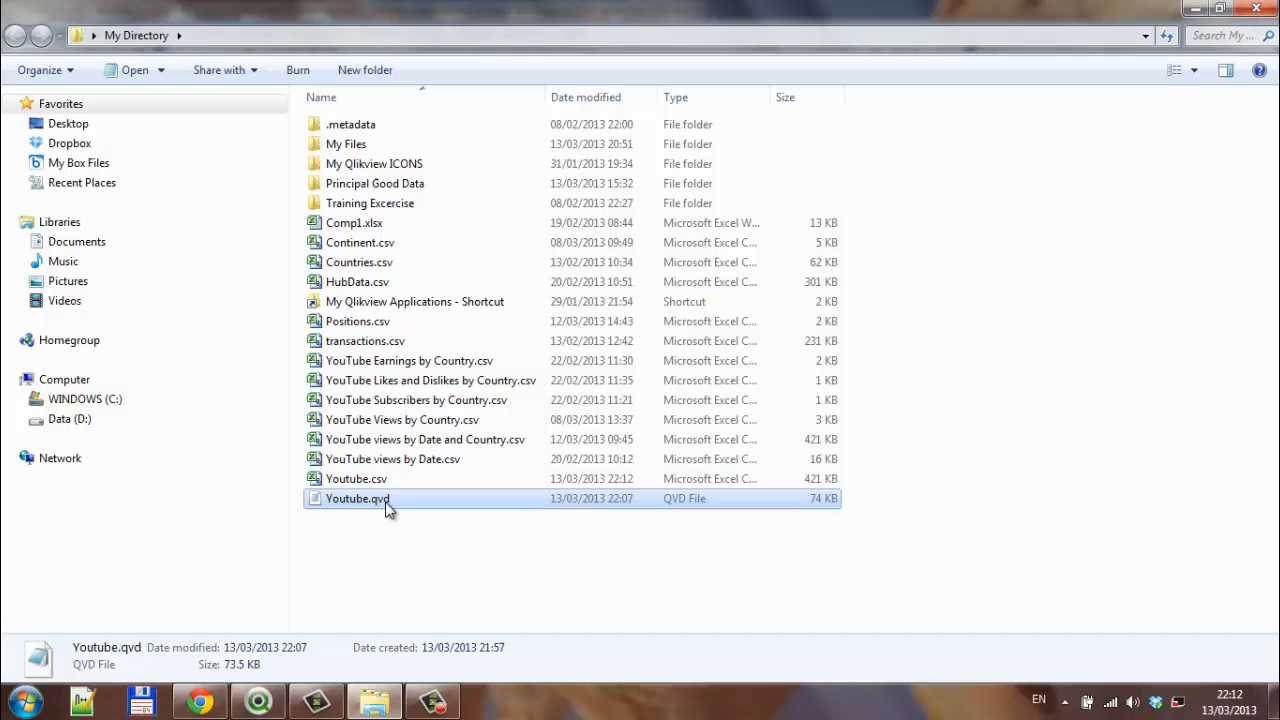 My Directory
Search My ...
Organize Open Share with Burn New folder
Name Date modified Type Size
Favorites
Desktop
Dropbox
My Box Files
Recent Places
Libraries
Documents
Music
Pictures
Videos
Homegroup
Computer
WINDOWS (C:)
Data (D:)
Network
.metadata 08/02/2013 22:00 File folder
My Files 13/03/2013 20:51 File folder
My Qlikview ICONS 31/01/2013 19:34 File folder
Principal Good Data 13/03/2013 15:32 File folder
Training Excercise 08/02/2013 22:27 File folder
Comp1.xlsx 19/02/2013 08:44 Microsoft Excel W... 13 KB
Continent.csv 08/03/2013 09:49 Microsoft Excel C... 5 KB
Countries.csv 13/02/2013 10:34 Microsoft Excel C... 62 KB
HubData.csv 20/02/2013 10:51 Microsoft Excel C... 301 KB
My Qlikview Applications - Shortcut 29/01/2013 21:54 Shortcut 2 KB
Positions.csv 12/03/2013 14:43 Microsoft Excel C... 2 KB
transactions.csv 13/02/2013 12:42 Microsoft Excel C... 231 KB
YouTube Earnings by Country.csv 22/02/2013 11:30 Microsoft Excel C... 2 KB
YouTube Likes and Dislikes by Country.csv 22/02/2013 11:35 Microsoft Excel C... 1 KB
YouTube Subscribers by Country.csv 22/02/2013 11:21 Microsoft Excel C... 1 KB
YouTube Views by Country.csv 08/03/2013 13:37 Microsoft Excel C... 3 KB
YouTube views by Date and Country.csv 12/03/2013 09:45 Microsoft Excel C... 421 KB
YouTube views by Date.csv 20/02/2013 10:12 Microsoft Excel C... 16 KB
Youtube.csv 13/03/2013 22:12 Microsoft Excel C... 421 KB
Youtube.qvd 13/03/2013 22:07 QVD File 74 KB
Youtube.qvd Date modified: 13/03/2013 22:07 Date created: 13/03/2013 21:57
QVD File Size: 73.5 KB
EN
22:12
13/03/2013